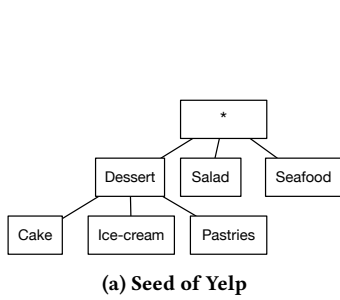 *
Dessert Salad Seafood
Cake Ice-cream Pastries
(a) Seed of Yelp